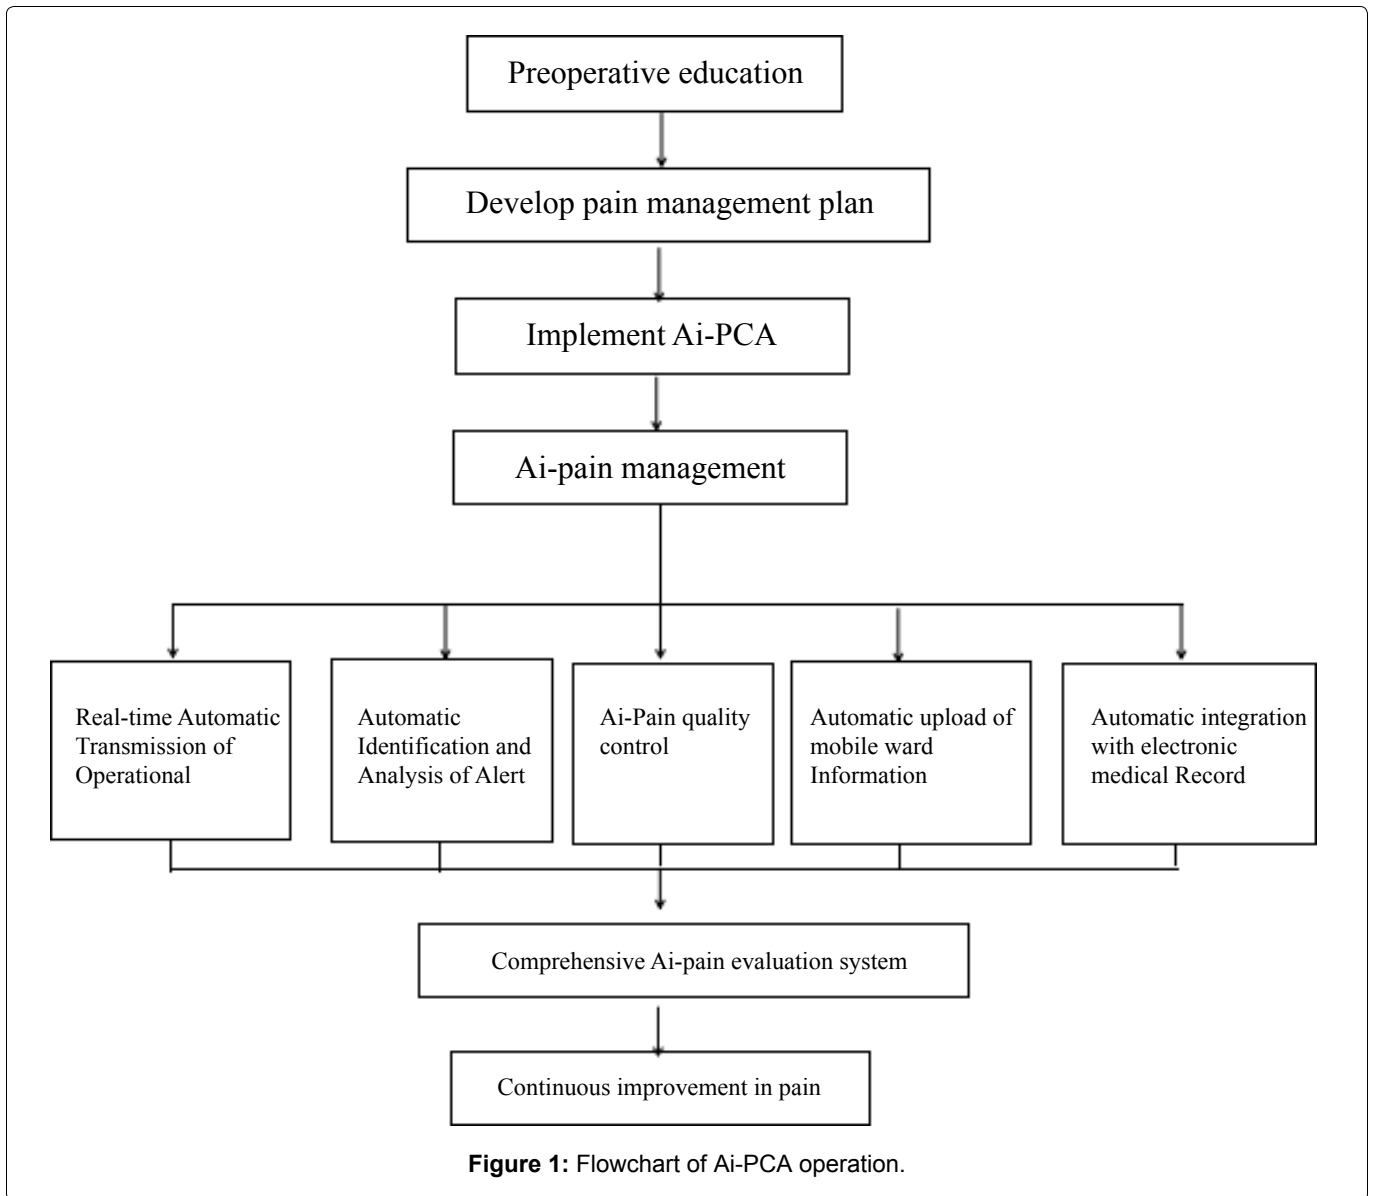 Preoperative education
Develop pain management plan
Implement Ai-PCA
Ai-pain management
Real-time Automatic
Transmission of
Operational
Automatic
Identification and
Analysis of Alert
Ai-Pain quality
control
Automatic upload of
mobile ward
Information
Automatic integration
with electronic
medical Record
Comprehensive Ai-pain evaluation system
Continuous improvement in pain
Figure 1: Flowchart of Ai-PCA operation.